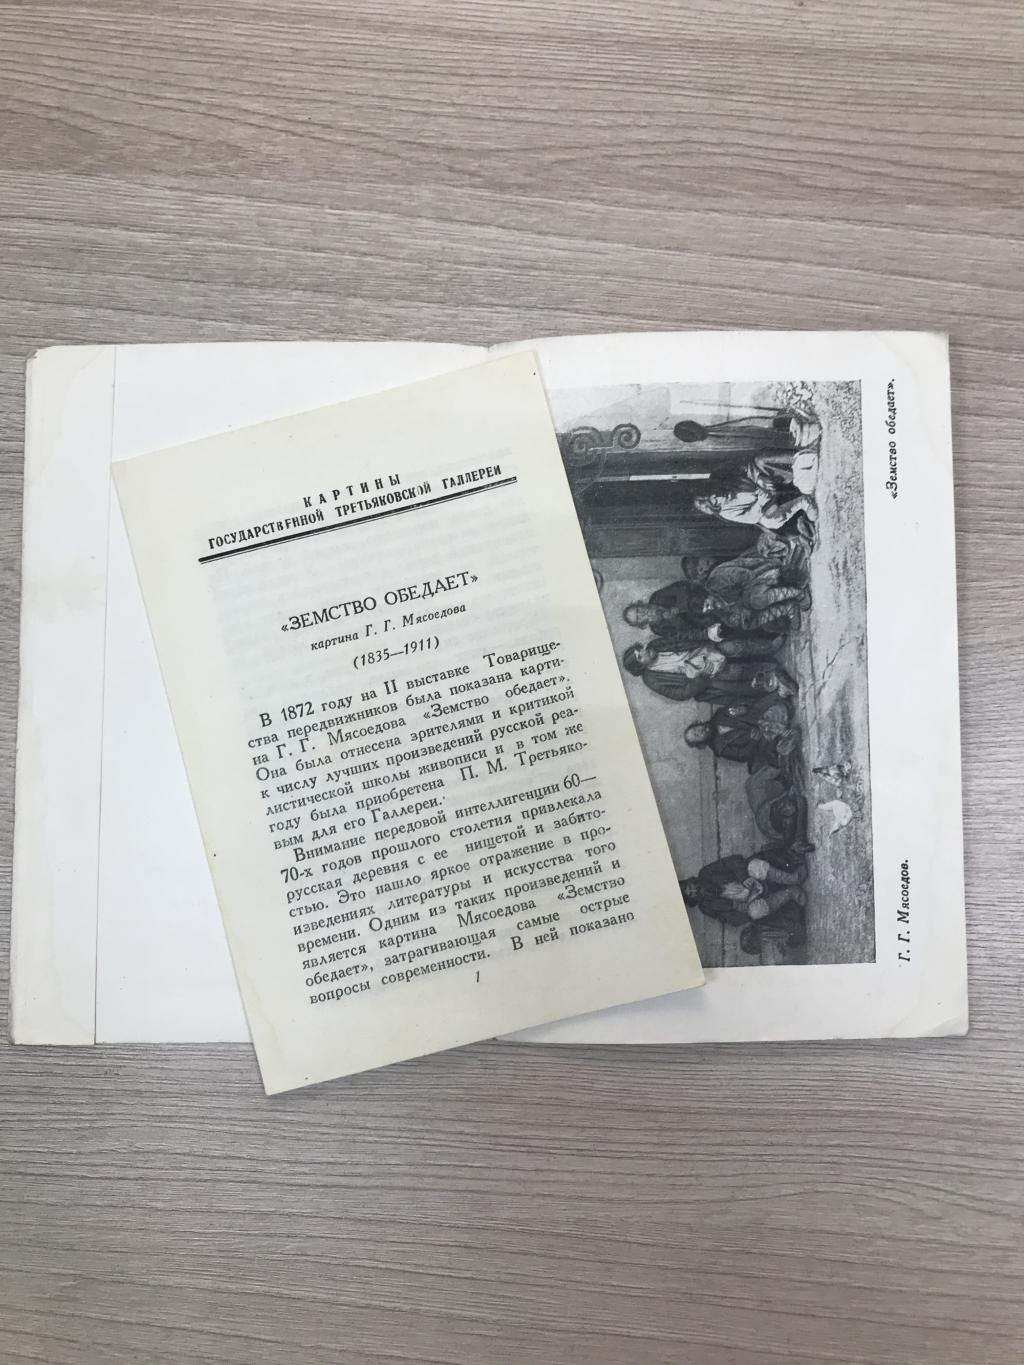 КАРТИНЫ
ГОСУДАРСТВЕННОЙ ТРЕТЬЯКОВСКОЙ ГАЛЛЕРЕИ
«ЗЕМСТВО ОБЕДАЕТ»
картина Г. Г. Мясоедова
(1835—1911)
В 1872 году на II выставке Товарище-
ства передвижников была показана карти-
на Г. Г. Мясоедова «Земство обедает».
Она была отнесена зрителями и критикой
к числу лучших произведений русской реа-
листической школы живописи и в том же
году была приобретена П. М. Третьяко-
вым для его Галлереи.
Внимание передовой интеллигенции 60—
70-х годов прошлого столетия привлекала
русская деревня с ее нищетой и забито-
стью. Это нашло яркое отражение в про-
изведениях литературы и искусства того
времени. Одним из таких произведений и
является картина Мясоедова «Земство
обедает», затрагивающая самые острые
вопросы современности. В ней показано
1
Г. Г. Мясоедов.
«Земство обедает».